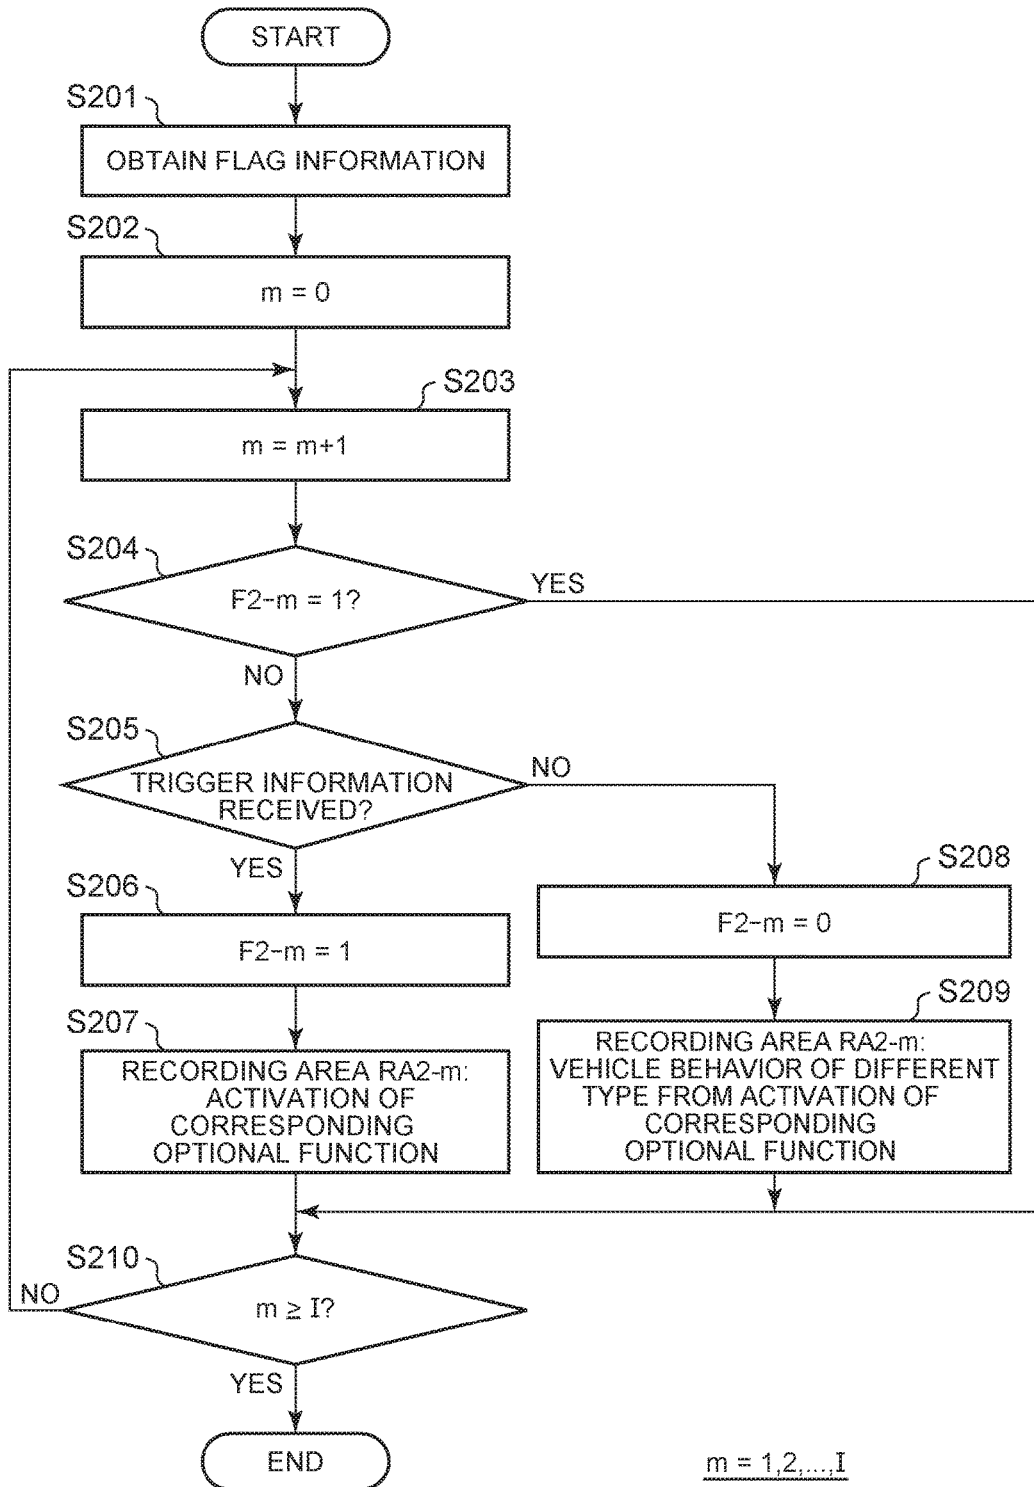 START
S201
OBTAIN FLAG INFORMATION
S202
m = 0
S203
m = m+1
S204
F2-m = 1?
YES
NO
S205
TRIGGER INFORMATION
RECEIVED?
NO
YES
S206
F2-m = 1
S208
F2-m = 0
S207
RECORDING AREA RA2-m:
ACTIVATION OF
CORRESPONDING
OPTIONAL FUNCTION
S209
RECORDING AREA RA2-m:
VEHICLE BEHAVIOR OF DIFFERENT
TYPE FROM ACTIVATION OF
CORRESPONDING
OPTIONAL FUNCTION
S210
m ≥ I?
NO
YES
END
m = 1,2,...,I